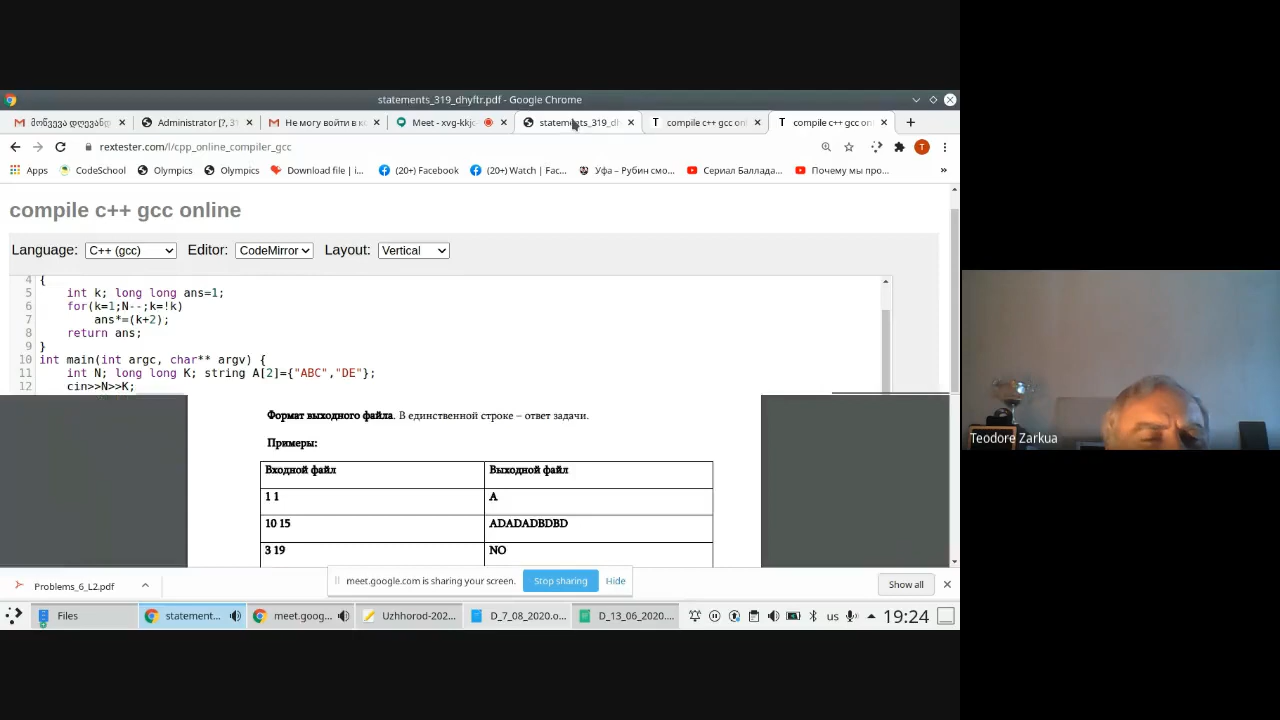 statements_319_dhyftr.pdf - Google Chrome
მოწვევა დღევანდ
Administrator [?, 31
Не могу войти в к
Meet - xvg-kkjc
statements_319_dh
compile c++ gcc onl
compile c++ gcc onl
rextester.com/l/cpp_online_compiler_gcc
T
Apps
CodeSchool
Olympics
Olympics
Download file | i...
(20+) Facebook
(20+) Watch | Fac...
Уфа – Рубин смо...
Сериал Баллада...
Почему мы про...
»
compile c++ gcc online
Language: C++ (gcc) Editor: CodeMirror Layout: Vertical
4 {
5 int k; long long ans=1;
6 for(k=1;N--;k=!k)
7 ans*=(k+2);
8 return ans;
9 }
10 int main(int argc, char** argv) {
11 int N; long long K; string A[2]={"ABC","DE"};
12 cin>>N>>K;
Формат выходного файла. В единственной строке – ответ задачи.
Примеры:
Входной файл Выходной файл
1 1 A
10 15 ADADADBDBD
3 19 NO
Problems_6_L2.pdf
meet.google.com is sharing your screen. Stop sharing Hide
Show all
Files
statement...
meet.goog...
Uzhhorod-202...
D_7_08_2020.o...
D_13_06_2020....
us
19:24
Teodore Zarkua